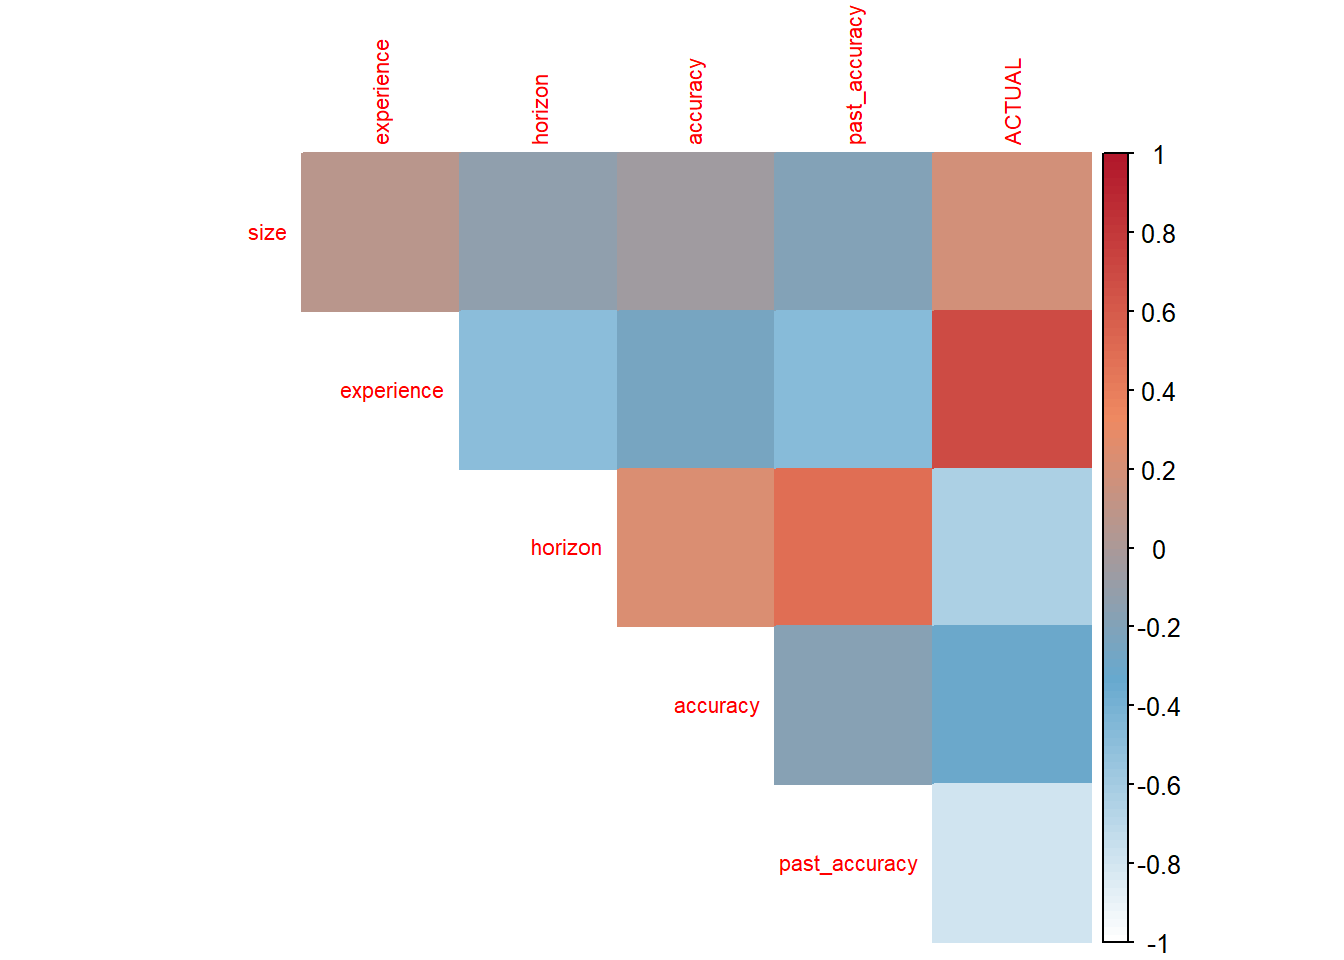 experience
horizon
accuracy
past_accuracy
ACTUAL
size
experience
horizon
accuracy
past_accuracy
1
0.8
0.6
0.4
0.2
0
-0.2
-0.4
-0.6
-0.8
-1